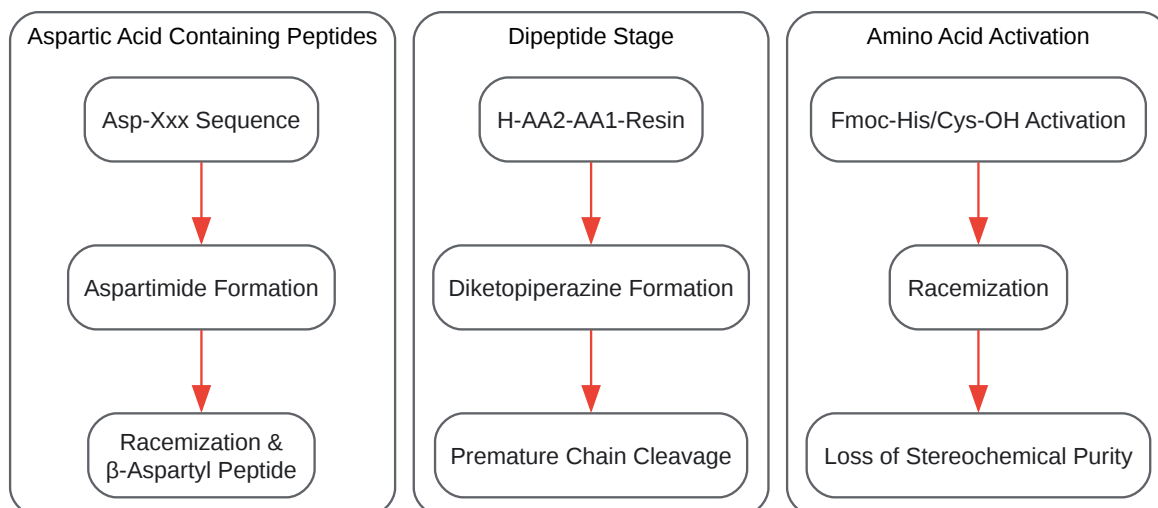 Aspartic Acid Containing Peptides
Asp-Xxx Sequence
Aspartimide Formation
Racemization &
β-Aspartyl Peptide
Dipeptide Stage
H-AA2-AA1-Resin
Diketopiperazine Formation
Premature Chain Cleavage
Amino Acid Activation
Fmoc-His/Cys-OH Activation
Racemization
Loss of Stereochemical Purity